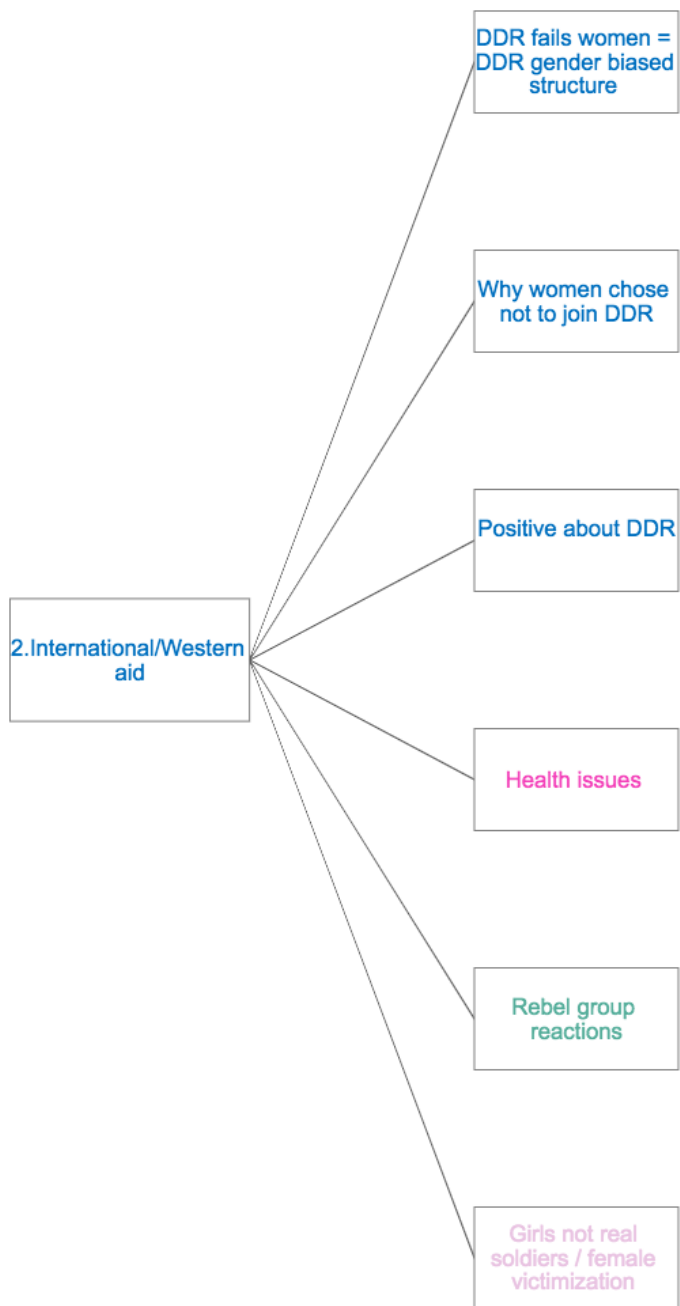 DDR fails women =
DDR gender biased
structure
Why women chose
not to join DDR
Positive about DDR
2.International/Western
aid
Health issues
Rebel group
reactions
Girls not real
soldiers / female
victimization